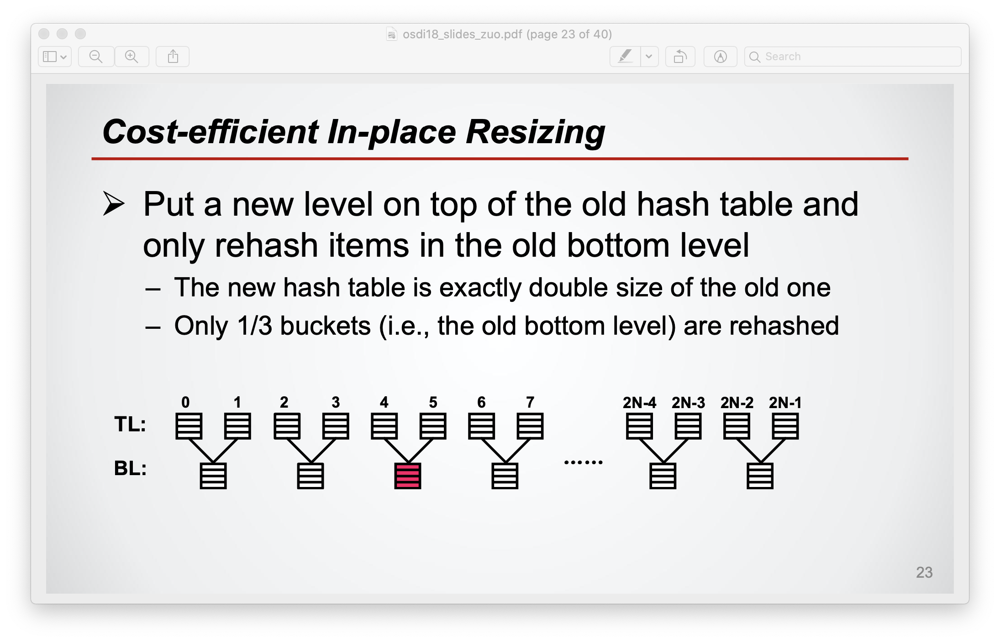 osdi18_slides_zuo.pdf (page 23 of 40)
Search
Cost-efficient In-place Resizing
➢ Put a new level on top of the old hash table and
only rehash items in the old bottom level
– The new hash table is exactly double size of the old one
– Only 1/3 buckets (i.e., the old bottom level) are rehashed
0 1 2 3 4 5 6 7 2N-4 2N-3 2N-2 2N-1
TL:
......
BL:
23